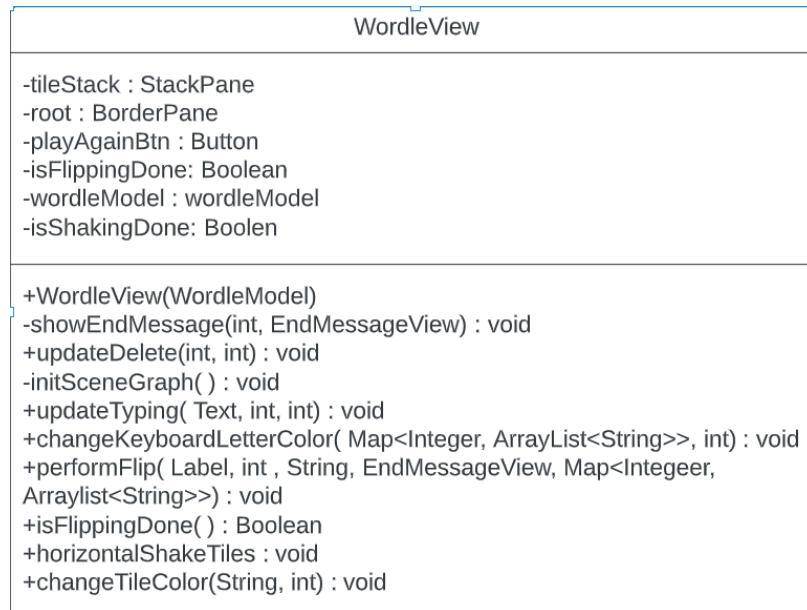 WordleView
-tileStack : StackPane
-root : BorderPane
-playAgainBtn : Button
-isFlippingDone: Boolean
-wordleModel : wordleModel
-isShakingDone: Boolen
+WordleView(WordleModel)
-showEndMessage(int, EndMessageView) : void
+updateDelete(int, int) : void
-initSceneGraph( ) : void
+updateTyping( Text, int, int) : void
+changeKeyboardLetterColor( Map<Integer, ArrayList<String>>, int) : void
+performFlip( Label, int , String, EndMessageView, Map<Integeer,
Arraylist<String>>) : void
+isFlippingDone( ) : Boolean
+horizontalShakeTiles : void
+changeTileColor(String, int) : void